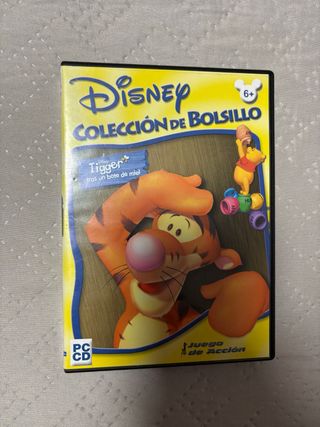 Disney
6+
COLECCIÓN DE BOLSILLO
Tigger
tras un bote de miel
PC
CD
Juego
de Acción